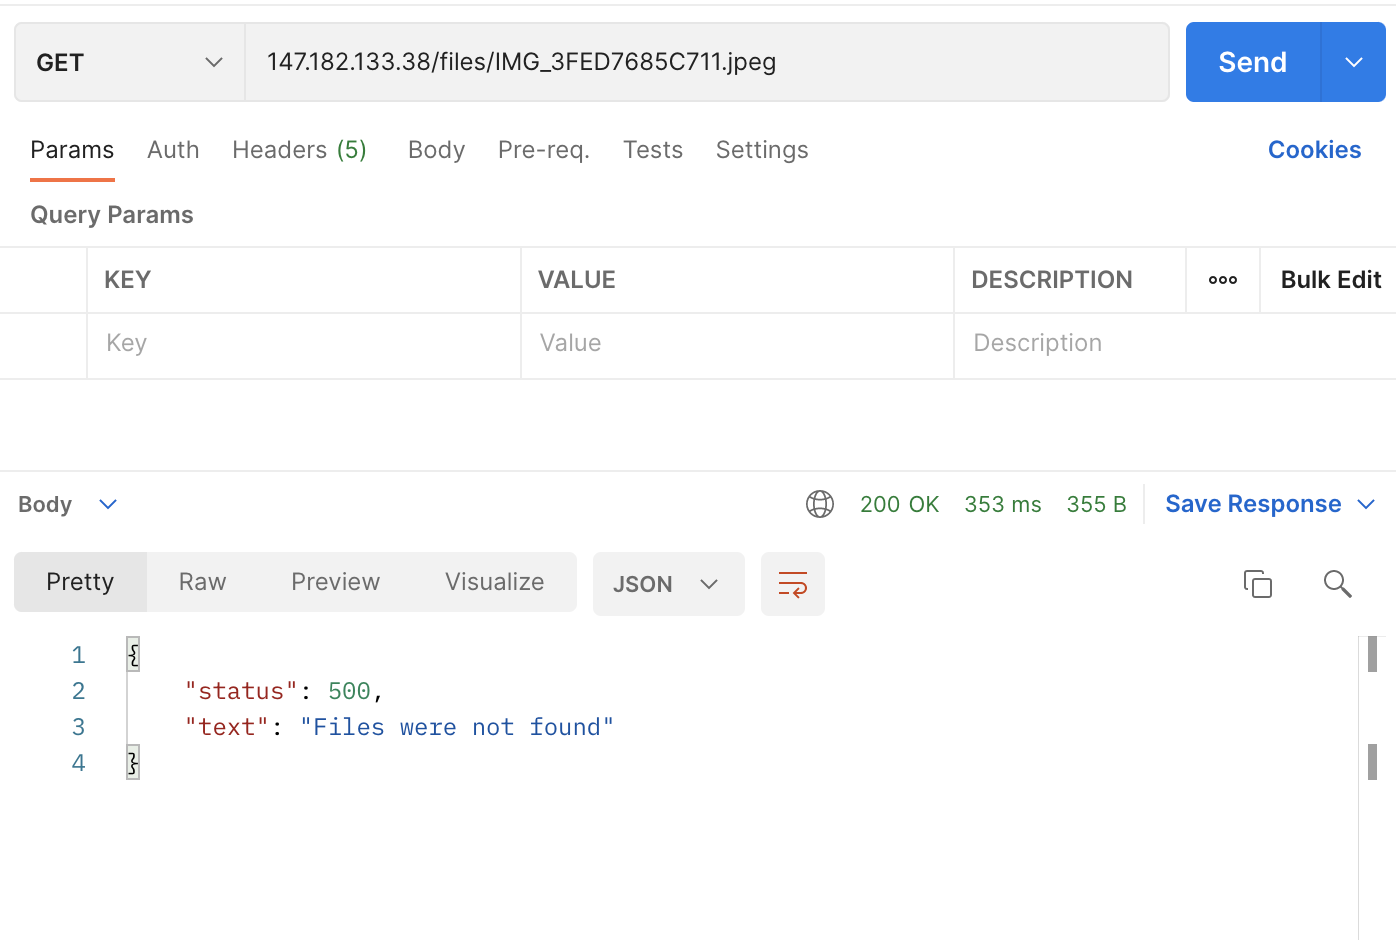 GET 147.182.133.38/files/IMG_3FED7685C711.jpeg Send
Params Auth Headers (5) Body Pre-req. Tests Settings Cookies
Query Params
KEY VALUE DESCRIPTION ooo Bulk Edit
Key Value Description
Body 200 OK 353 ms 355 B Save Response
Pretty Raw Preview Visualize JSON
1 {
2 "status": 500,
3 "text": "Files were not found"
4 }